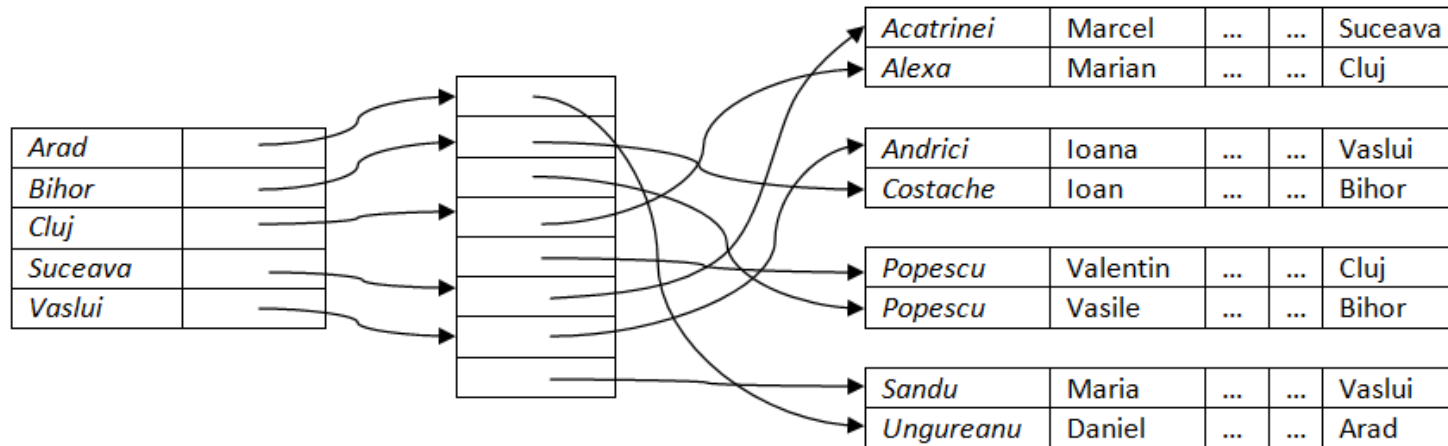 Arad
Bihor
Cluj
Suceava
Vaslui
Acatrinei Marcel ... ... Suceava
Alexa Marian ... ... Cluj
Andrici Ioana ... ... Vaslui
Costache Ioan ... ... Bihor
Popescu Valentin ... ... Cluj
Popescu Vasile ... ... Bihor
Sandu Maria ... ... Vaslui
Ungureanu Daniel ... ... Arad